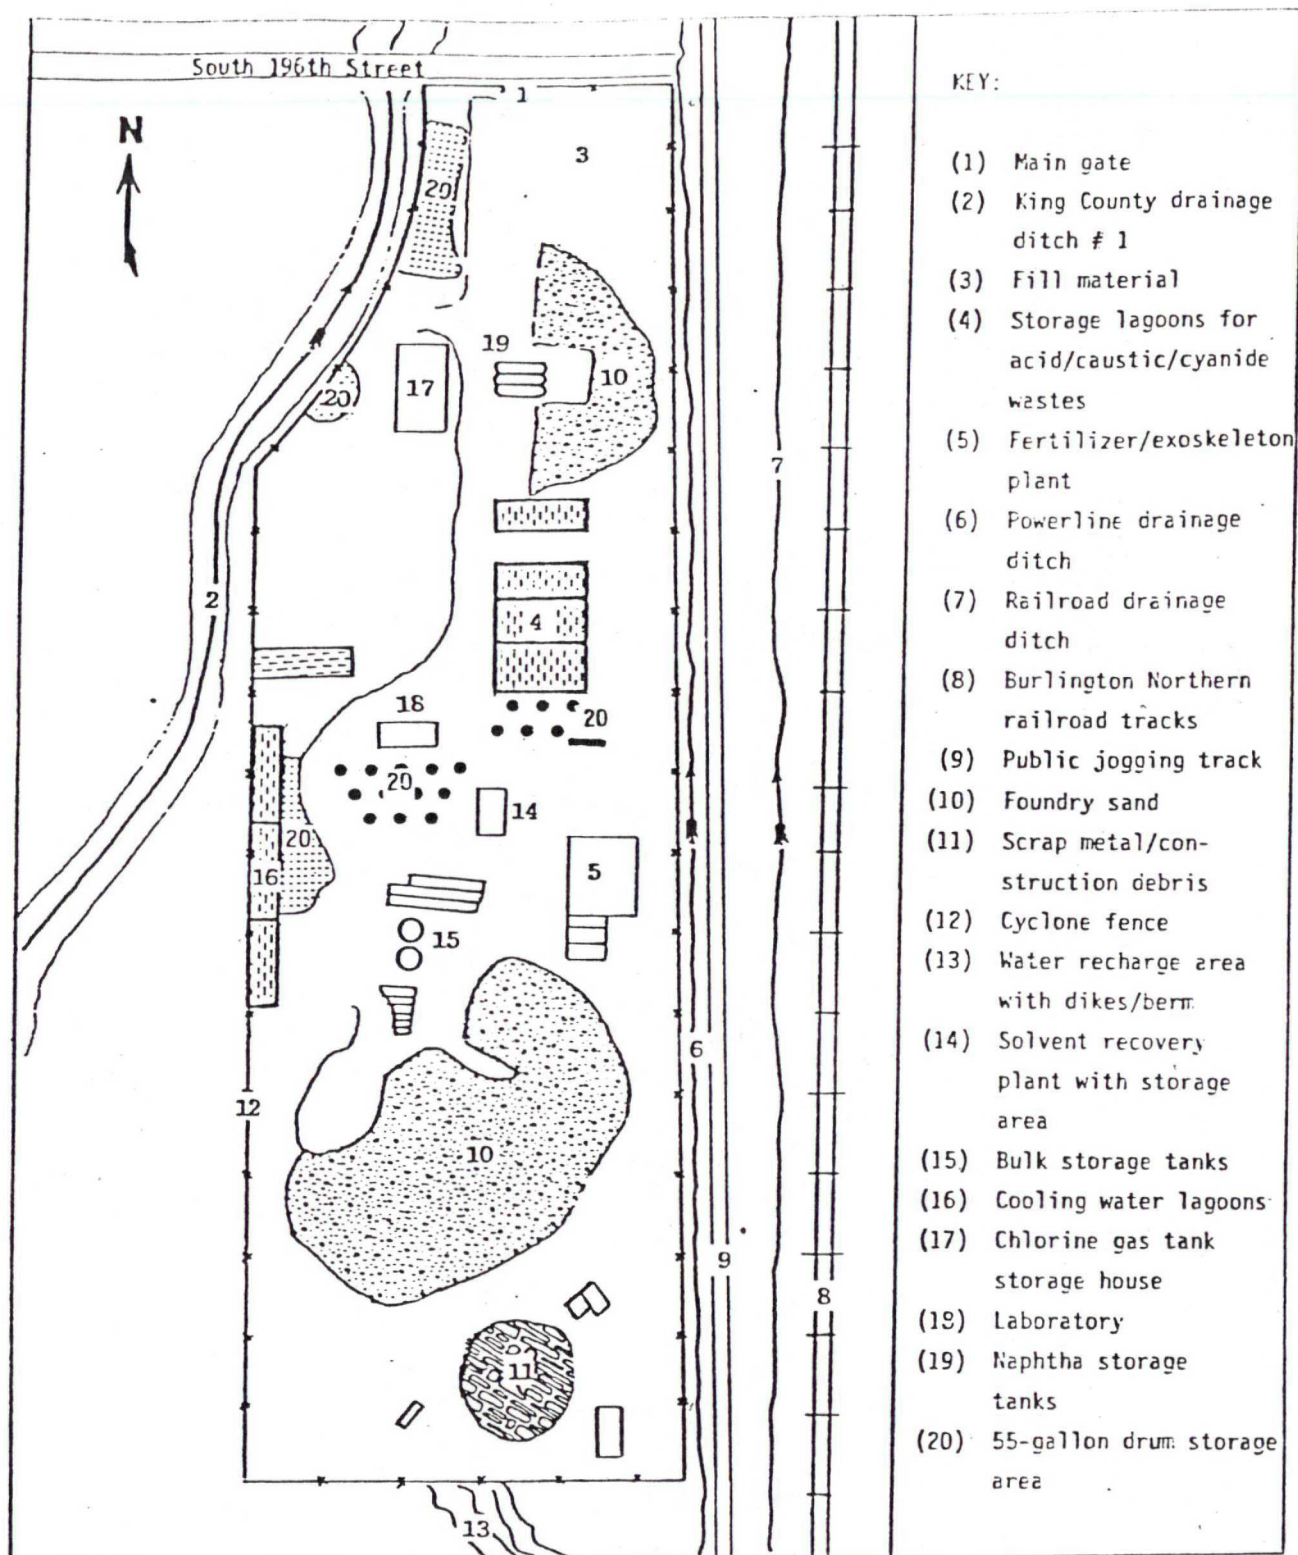 South 196th Street
N
1
3
20
19
17
10
20
7
2
4
18
20
20
14
20
5
16
15
6
12
10
9
8
11
13
KEY:
(1) Main gate
(2) King County drainage
ditch # 1
(3) Fill material
(4) Storage lagoons for
acid/caustic/cyanide
wastes
(5) Fertilizer/exoskeleton
plant
(6) Powerline drainage
ditch
(7) Railroad drainage
ditch
(8) Burlington Northern
railroad tracks
(9) Public jogging track
(10) Foundry sand
(11) Scrap metal/con-
struction debris
(12) Cyclone fence
(13) Water recharge area
with dikes/berm
(14) Solvent recovery
plant with storage
area
(15) Bulk storage tanks
(16) Cooling water lagoons
(17) Chlorine gas tank
storage house
(18) Laboratory
(19) Naphtha storage
tanks
(20) 55-gallon drum storage
area